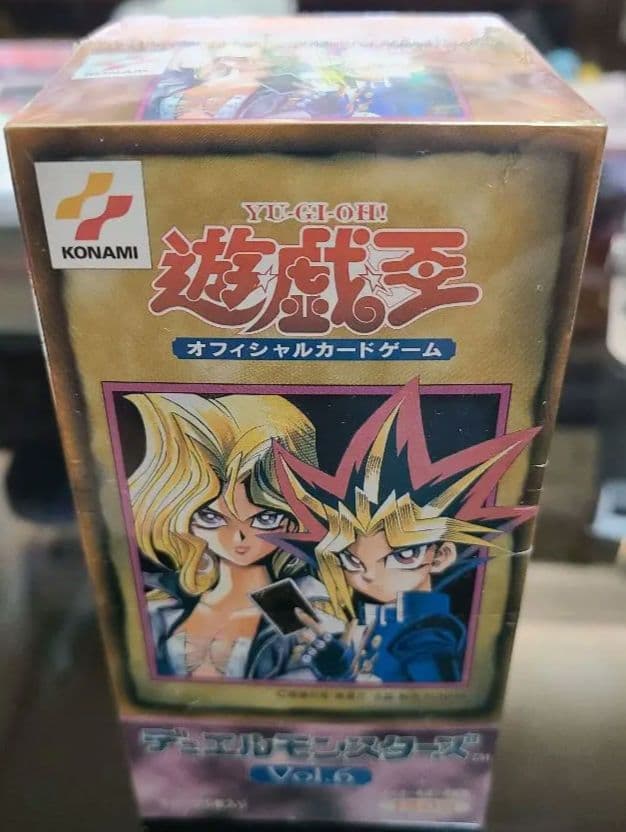 KONAMI
YU-GI-OH!
遊戯王
オフィシャルカードゲーム
デュエルモンスターズ
Vol.6